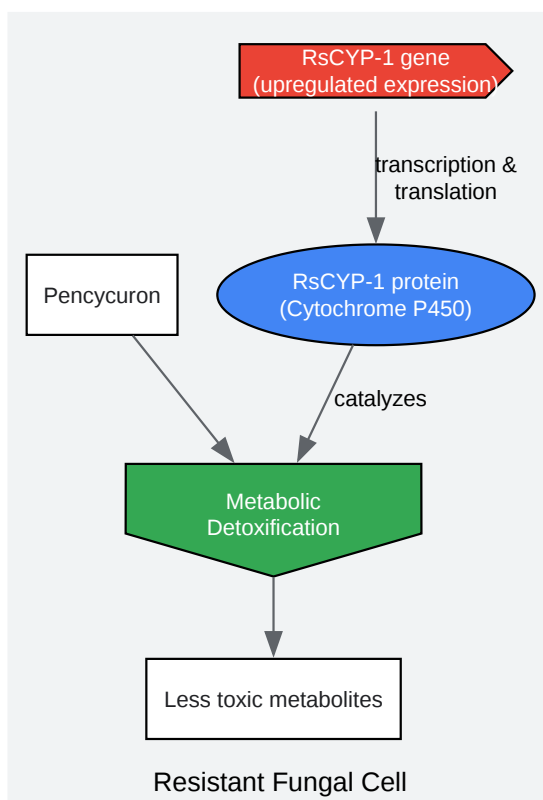 RsCYP-1 gene
(upregulated expression)
transcription &
translation
Pencycuron
RsCYP-1 protein
(Cytochrome P450)
catalyzes
Metabolic
Detoxification
Less toxic metabolites
Resistant Fungal Cell